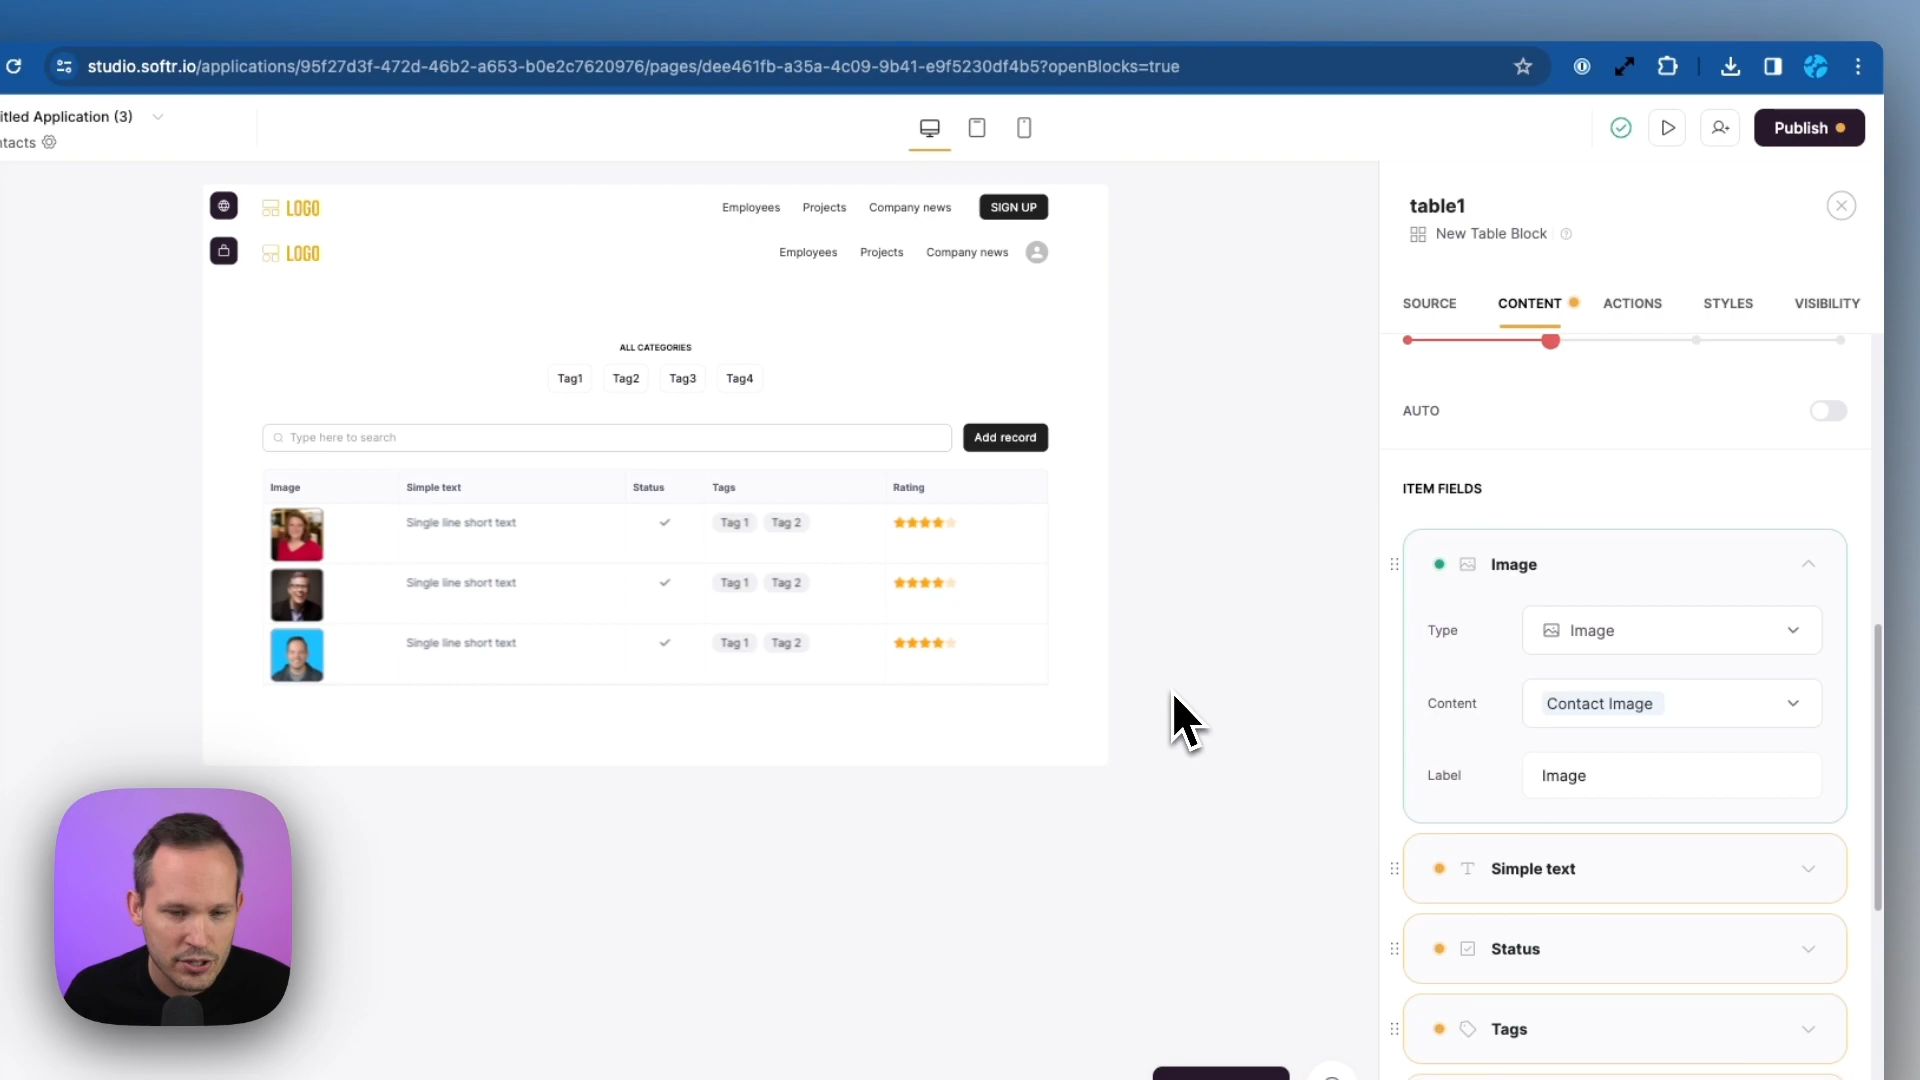 studio.softr.io/applications/95f27d3f-472d-46b2-a653-b0e2c7620976/pages/dee461fb-a35a-4c09-9b41-e9f5230df4b5?openBlocks=true
itled Application (3)
ntacts
Publish
LOGO
Employees Projects Company news SIGN UP
LOGO
Employees Projects Company news
ALL CATEGORIES
Tag1 Tag2 Tag3 Tag4
Type here to search Add record
Image Simple text Status Tags Rating
Single line short text Tag 1 Tag 2
Single line short text Tag 1 Tag 2
Single line short text Tag 1 Tag 2
table1
New Table Block
SOURCE CONTENT ACTIONS STYLES VISIBILITY
AUTO
ITEM FIELDS
Image
Type Image
Content Contact Image
Label Image
Simple text
Status
Tags